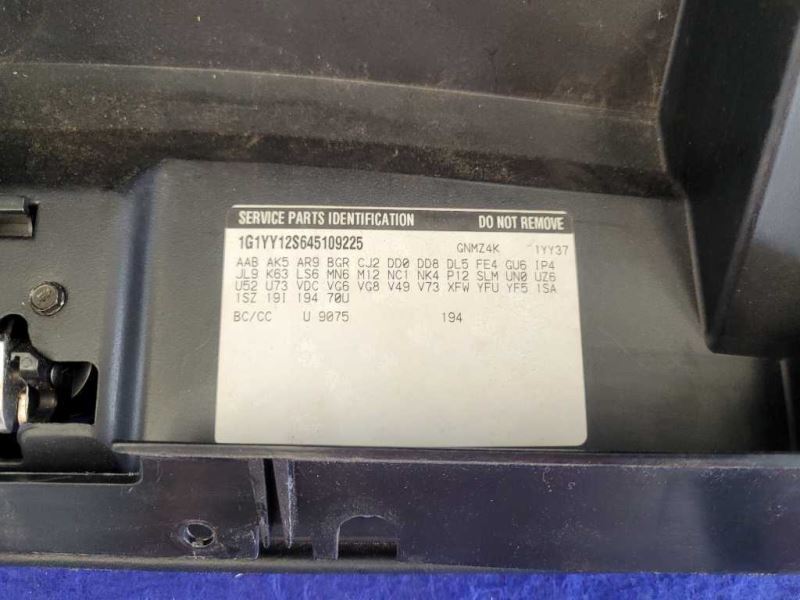 SERVICE PARTS IDENTIFICATION DO NOT REMOVE
1G1YY12S645109225 GNMZ4K 1YY37
AAB AK5 AR9 BGR CJ2 DD0 DD8 DL5 FE4 GU6 IP4
JL9 K63 LS6 MN6 M12 NC1 NK4 P12 SLM UN0 UZ6
U52 U73 VDC VG6 VG8 V49 V73 XFW YFU YF5 1SA
1SZ 19I 194 70U
BC/CC U 9075 194